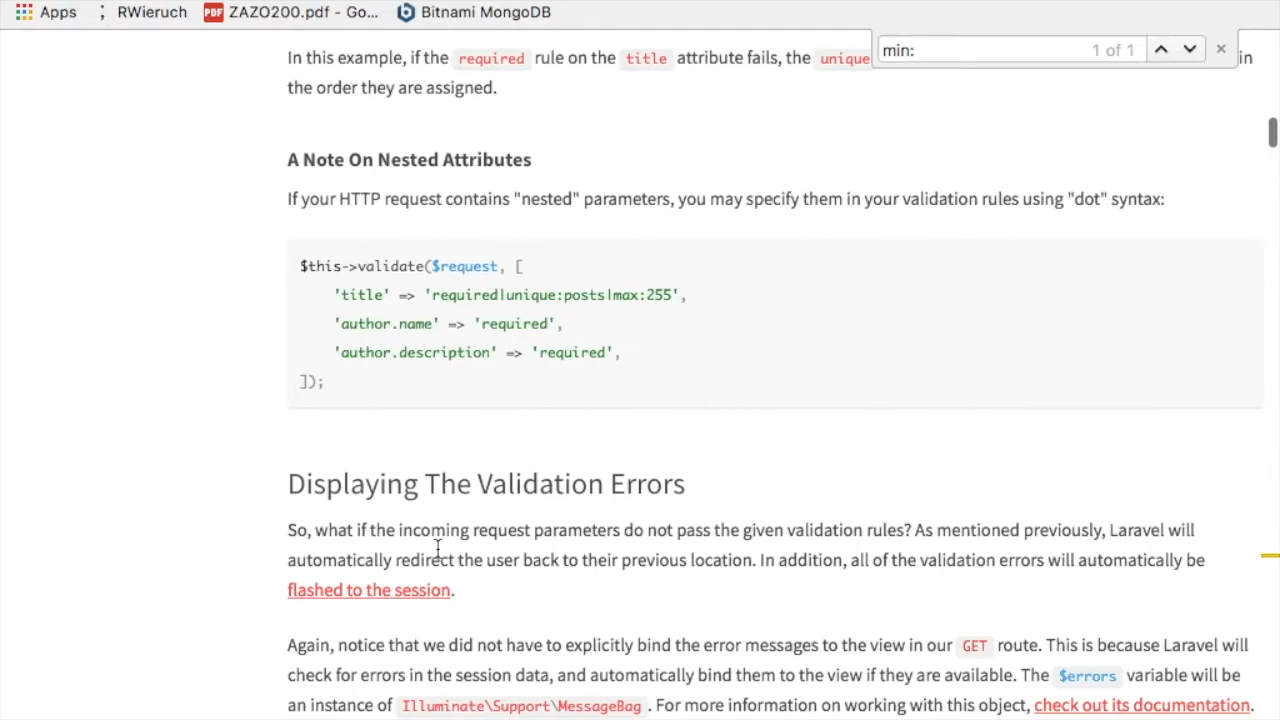 Apps ; RWieruch PDF ZAZO200.pdf - Go... Bitnami MongoDB
min: 1 of 1
In this example, if the required rule on the title attribute fails, the unique in
the order they are assigned.
A Note On Nested Attributes
If your HTTP request contains "nested" parameters, you may specify them in your validation rules using "dot" syntax:
$this->validate($request, [
'title' => 'required|unique:posts|max:255',
'author.name' => 'required',
'author.description' => 'required',
]);
Displaying The Validation Errors
So, what if the incoming request parameters do not pass the given validation rules? As mentioned previously, Laravel will
automatically redirect the user back to their previous location. In addition, all of the validation errors will automatically be
flashed to the session.
Again, notice that we did not have to explicitly bind the error messages to the view in our GET route. This is because Laravel will
check for errors in the session data, and automatically bind them to the view if they are available. The $errors variable will be
an instance of Illuminate\Support\MessageBag. For more information on working with this object, check out its documentation.